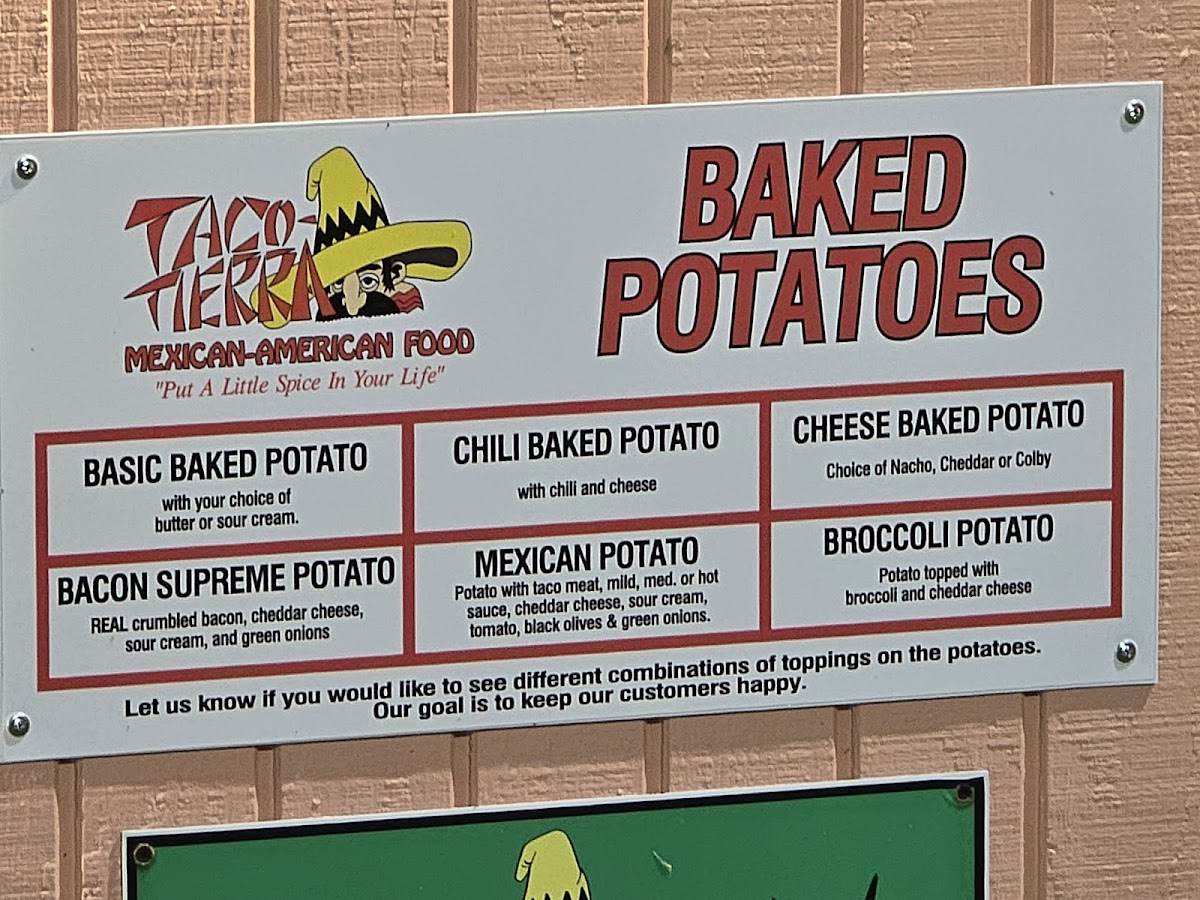 TACO-
TIERRA
MEXICAN-AMERICAN FOOD
"Put A Little Spice In Your Life"
BAKED
POTATOES
BASIC BAKED POTATO
with your choice of
butter or sour cream.
CHILI BAKED POTATO
with chili and cheese
CHEESE BAKED POTATO
Choice of Nacho, Cheddar or Colby
BACON SUPREME POTATO
REAL crumbled bacon, cheddar cheese,
sour cream, and green onions
MEXICAN POTATO
Potato with taco meat, mild, med. or hot
sauce, cheddar cheese, sour cream,
tomato, black olives & green onions.
BROCCOLI POTATO
Potato topped with
broccoli and cheddar cheese
Let us know if you would like to see different combinations of toppings on the potatoes.
Our goal is to keep our customers happy.